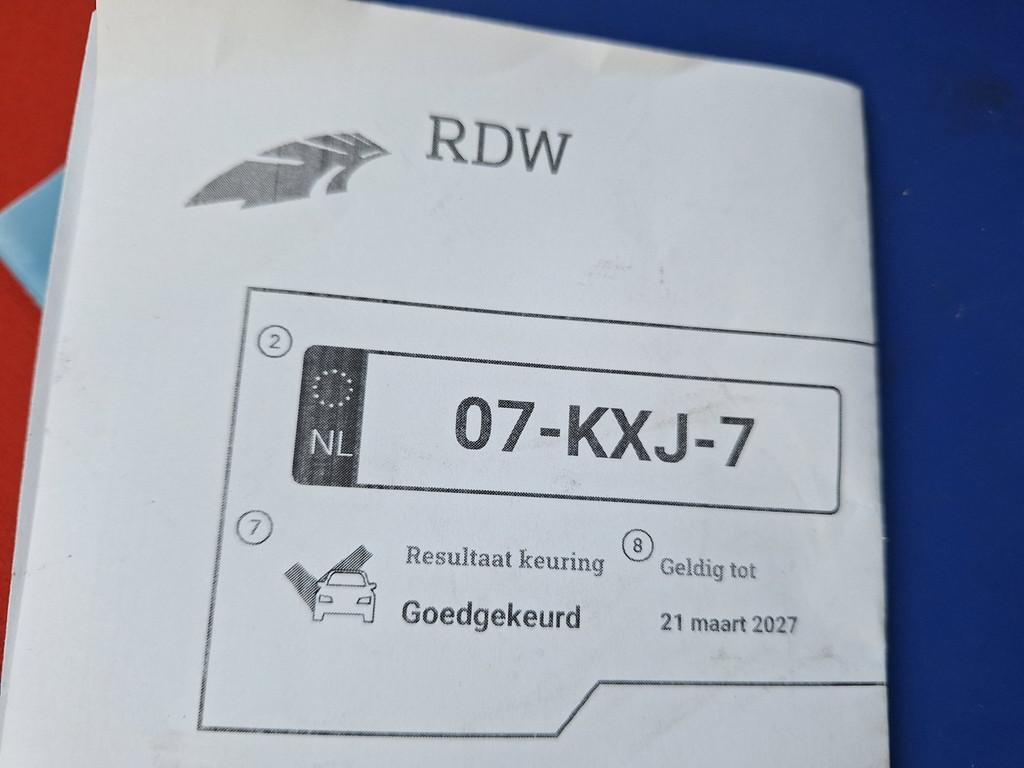 RDW
2
NL
07-KXJ-7
7
Resultaat keuring
Goedgekeurd
8
Geldig tot
21 maart 2027